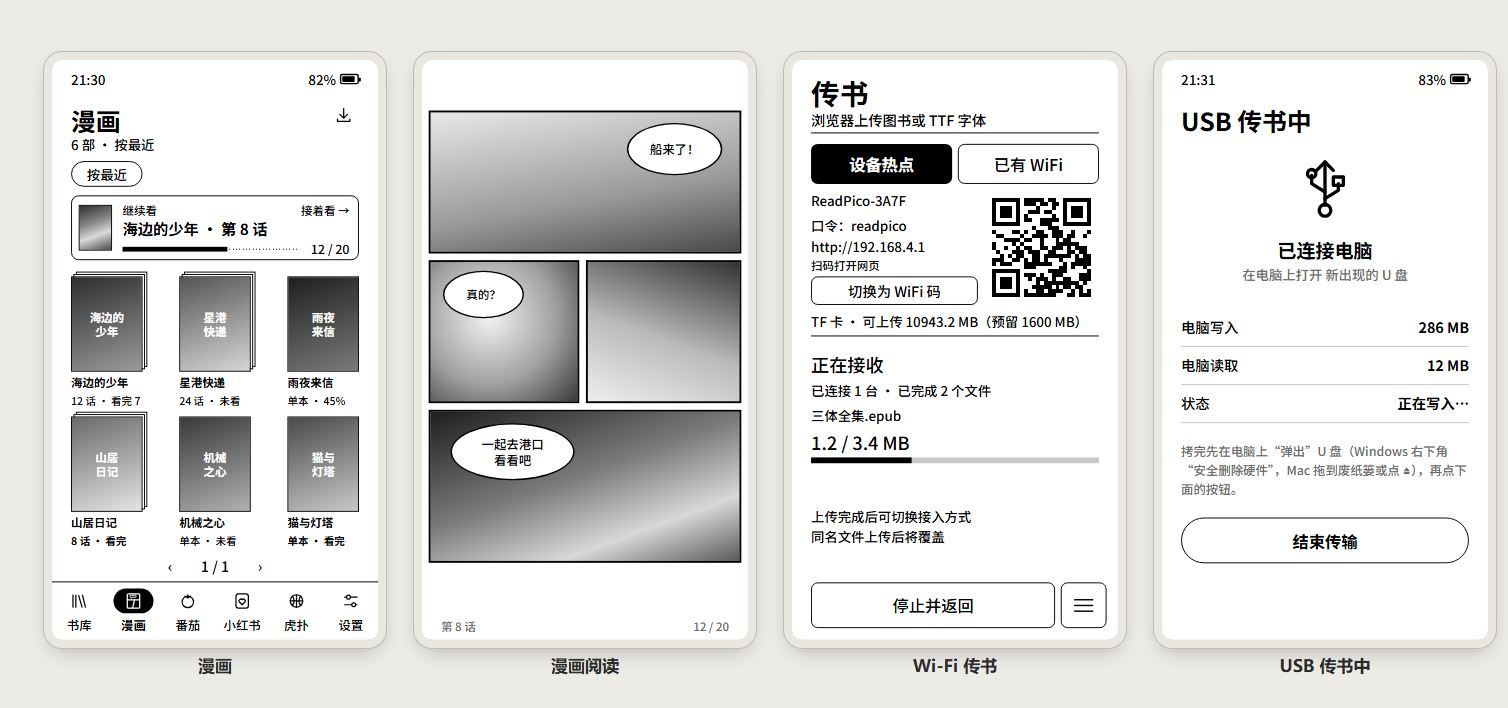 21:30
82%
漫画
6 部 · 按最近
按最近
继续看
接着看 →
海边的少年 · 第 8 话
12 / 20
海边的
少年
星港
快递
雨夜
来信
海边的少年
星港快递
雨夜来信
12 话 · 看完 7
24 话 · 未看
单本 · 45%
山居
日记
机械
之心
猫与
灯塔
山居日记
机械之心
猫与灯塔
8 话 · 看完
单本 · 未看
单本 · 看完
‹ 1 / 1 ›
书库
漫画
番茄
小红书
虎扑
设置
漫画
船来了！
真的？
一起去港口
看看吧
第 8 话
12 / 20
漫画阅读
传书
浏览器上传图书或 TTF 字体
设备热点
已有 WiFi
ReadPico-3A7F
口令：readpico
http://192.168.4.1
扫码打开网页
切换为 WiFi 码
TF 卡 · 可上传 10943.2 MB（预留 1600 MB）
正在接收
已连接 1 台 · 已完成 2 个文件
三体全集.epub
1.2 / 3.4 MB
上传完成后可切换接入方式
同名文件上传后将覆盖
停止并返回
Wi-Fi 传书
21:31
83%
USB 传书中
已连接电脑
在电脑上打开 新出现的 U 盘
电脑写入
286 MB
电脑读取
12 MB
状态
正在写入…
拷完先在电脑上“弹出”U 盘（Windows 右下角
“安全删除硬件”，Mac 拖到废纸篓或点 ⏏），再点下
面的按钮。
结束传输
USB 传书中